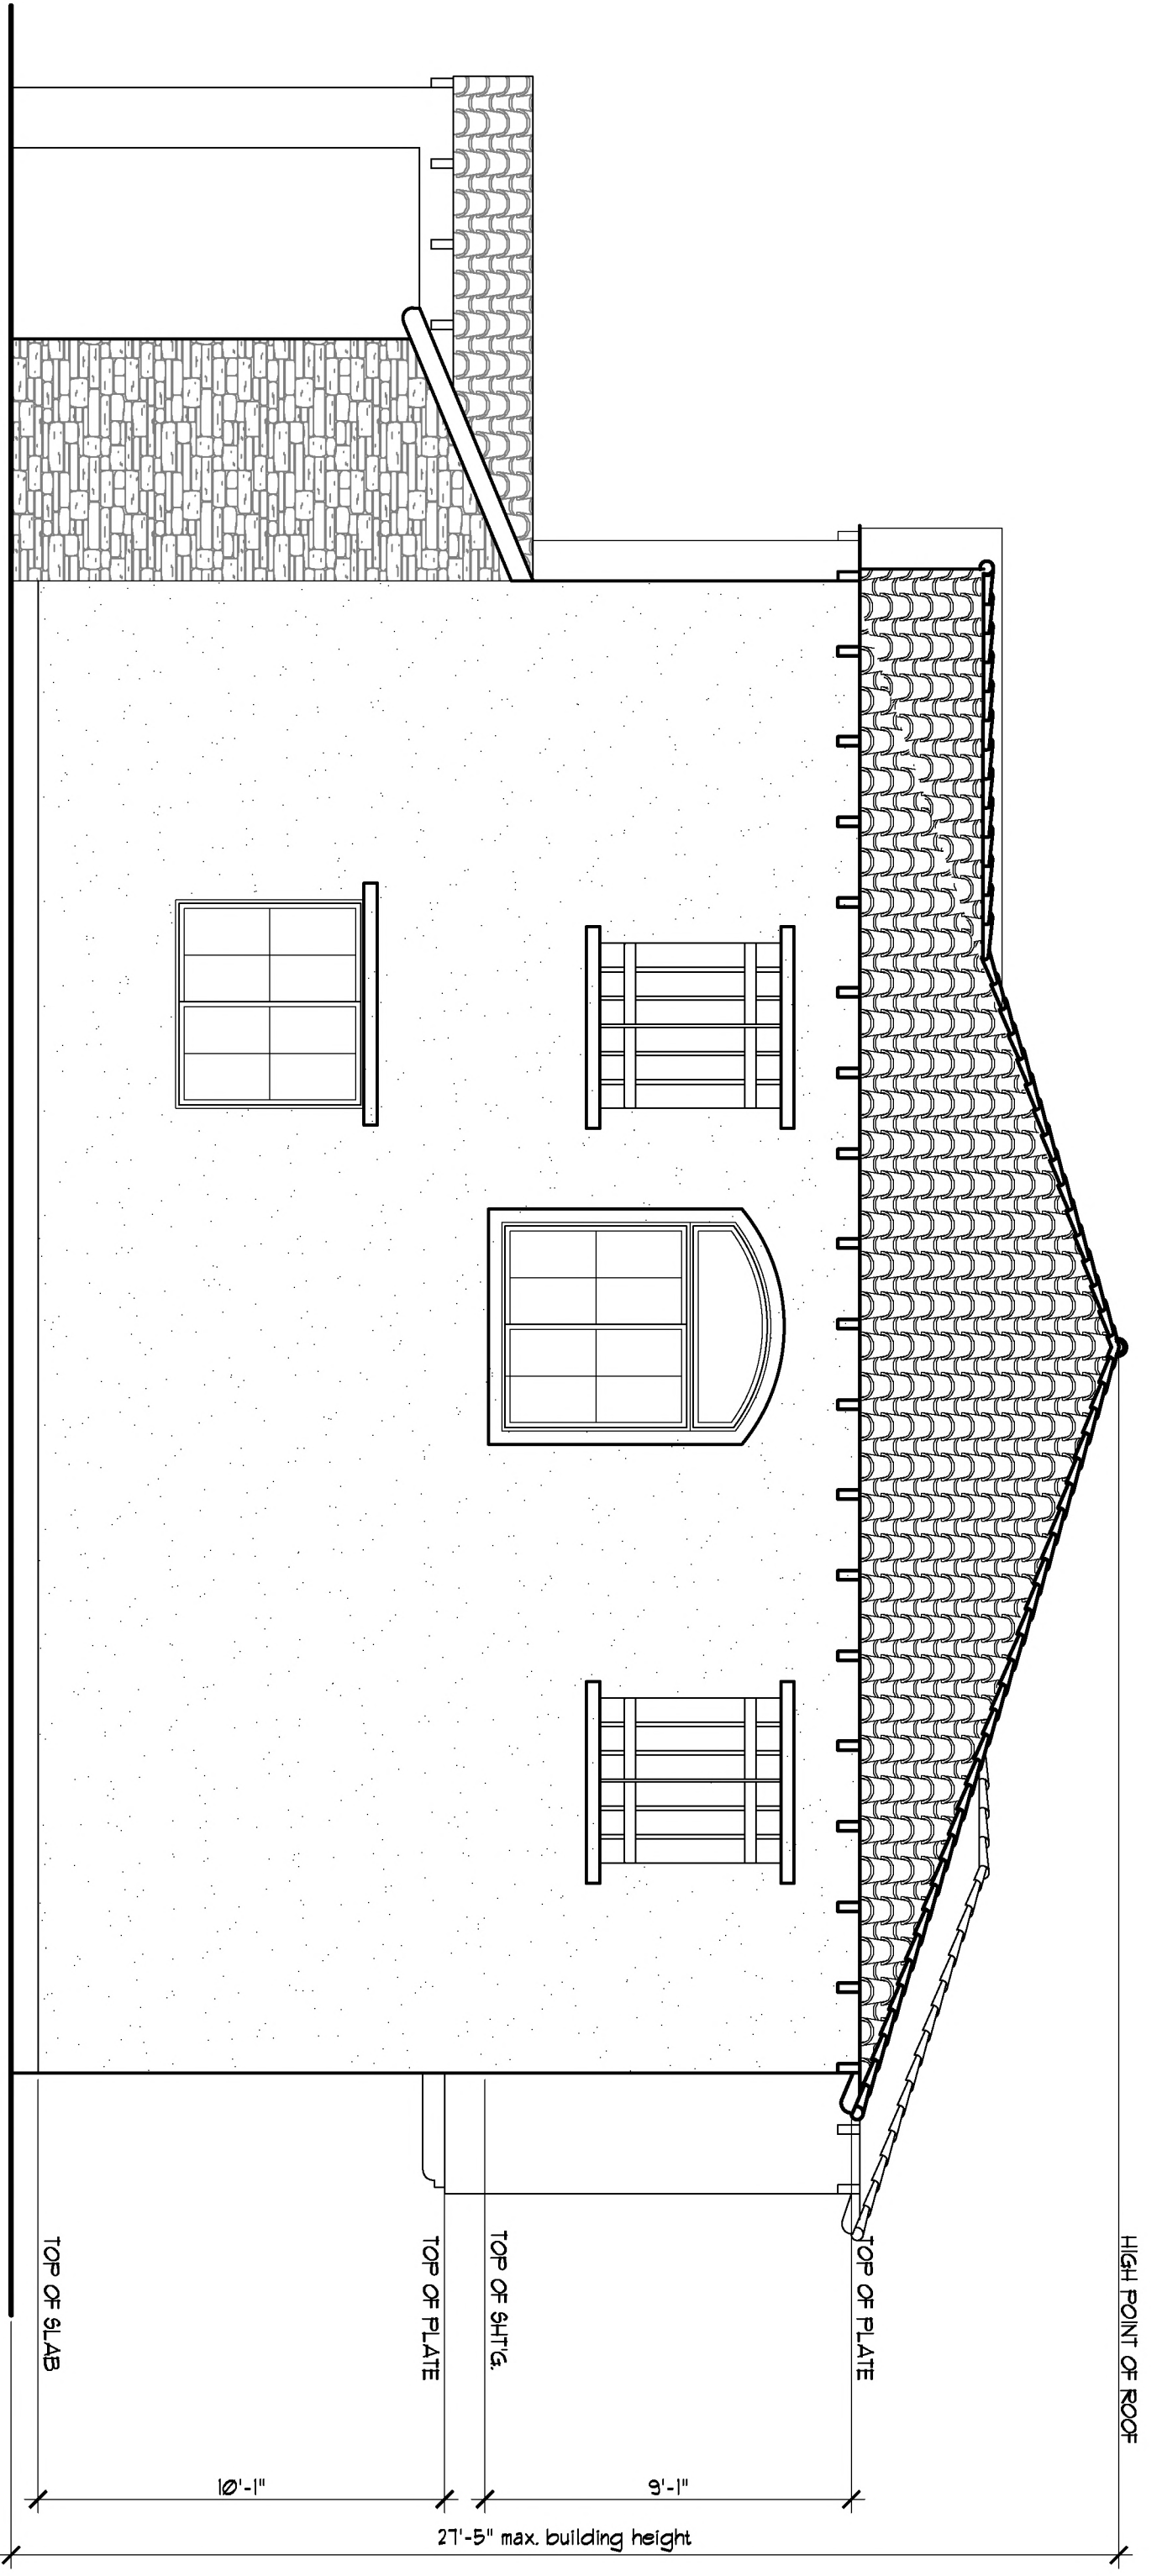 HIGH POINT OF ROOF
TOP OF PLATE
TOP OF SHT'G.
TOP OF PLATE
TOP OF SLAB
9'-1"
10'-1"
27'-5" max. building height